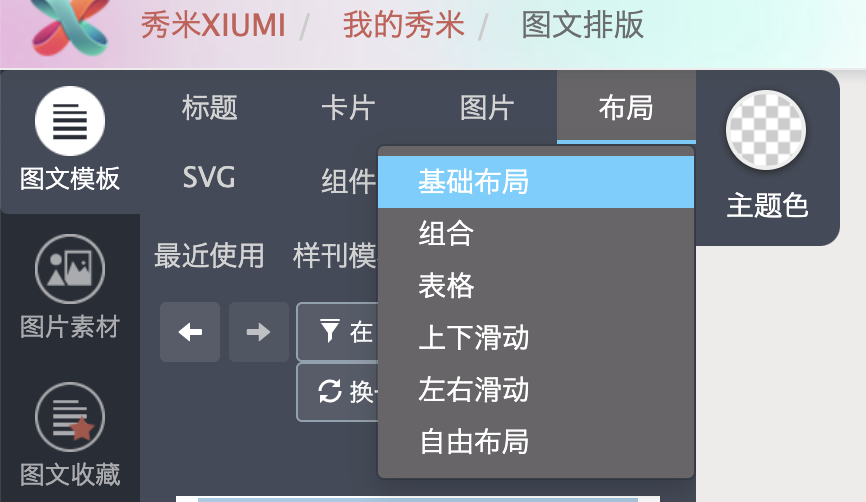 秀米XIUMI / 我的秀米 / 图文排版
图文模板
标题 卡片 图片 布局
SVG 组件
最近使用 样刊模
在
换
基础布局
组合
表格
上下滑动
左右滑动
自由布局
主题色
图片素材
图文收藏